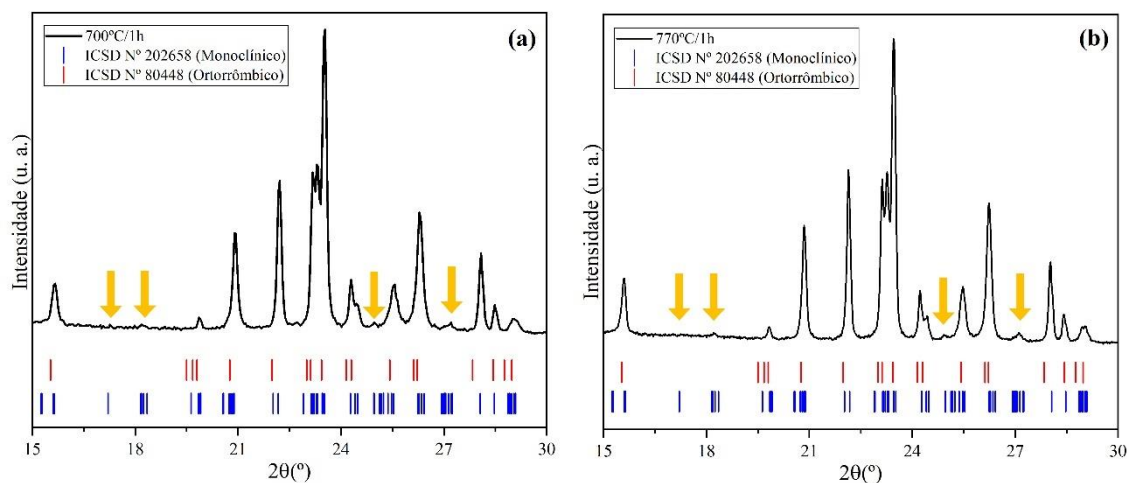 700ºC/1h
ICSD Nº 202658 (Monoclínico)
ICSD Nº 80448 (Ortorrômbico)
(a)
Intensidade (u. a.)
15 18 21 24 27 30
2θ(º)
770ºC/1h
ICSD Nº 202658 (Monoclínico)
ICSD Nº 80448 (Ortorrômbico)
(b)
Intensidade (u. a.)
15 18 21 24 27 30
2θ(º)